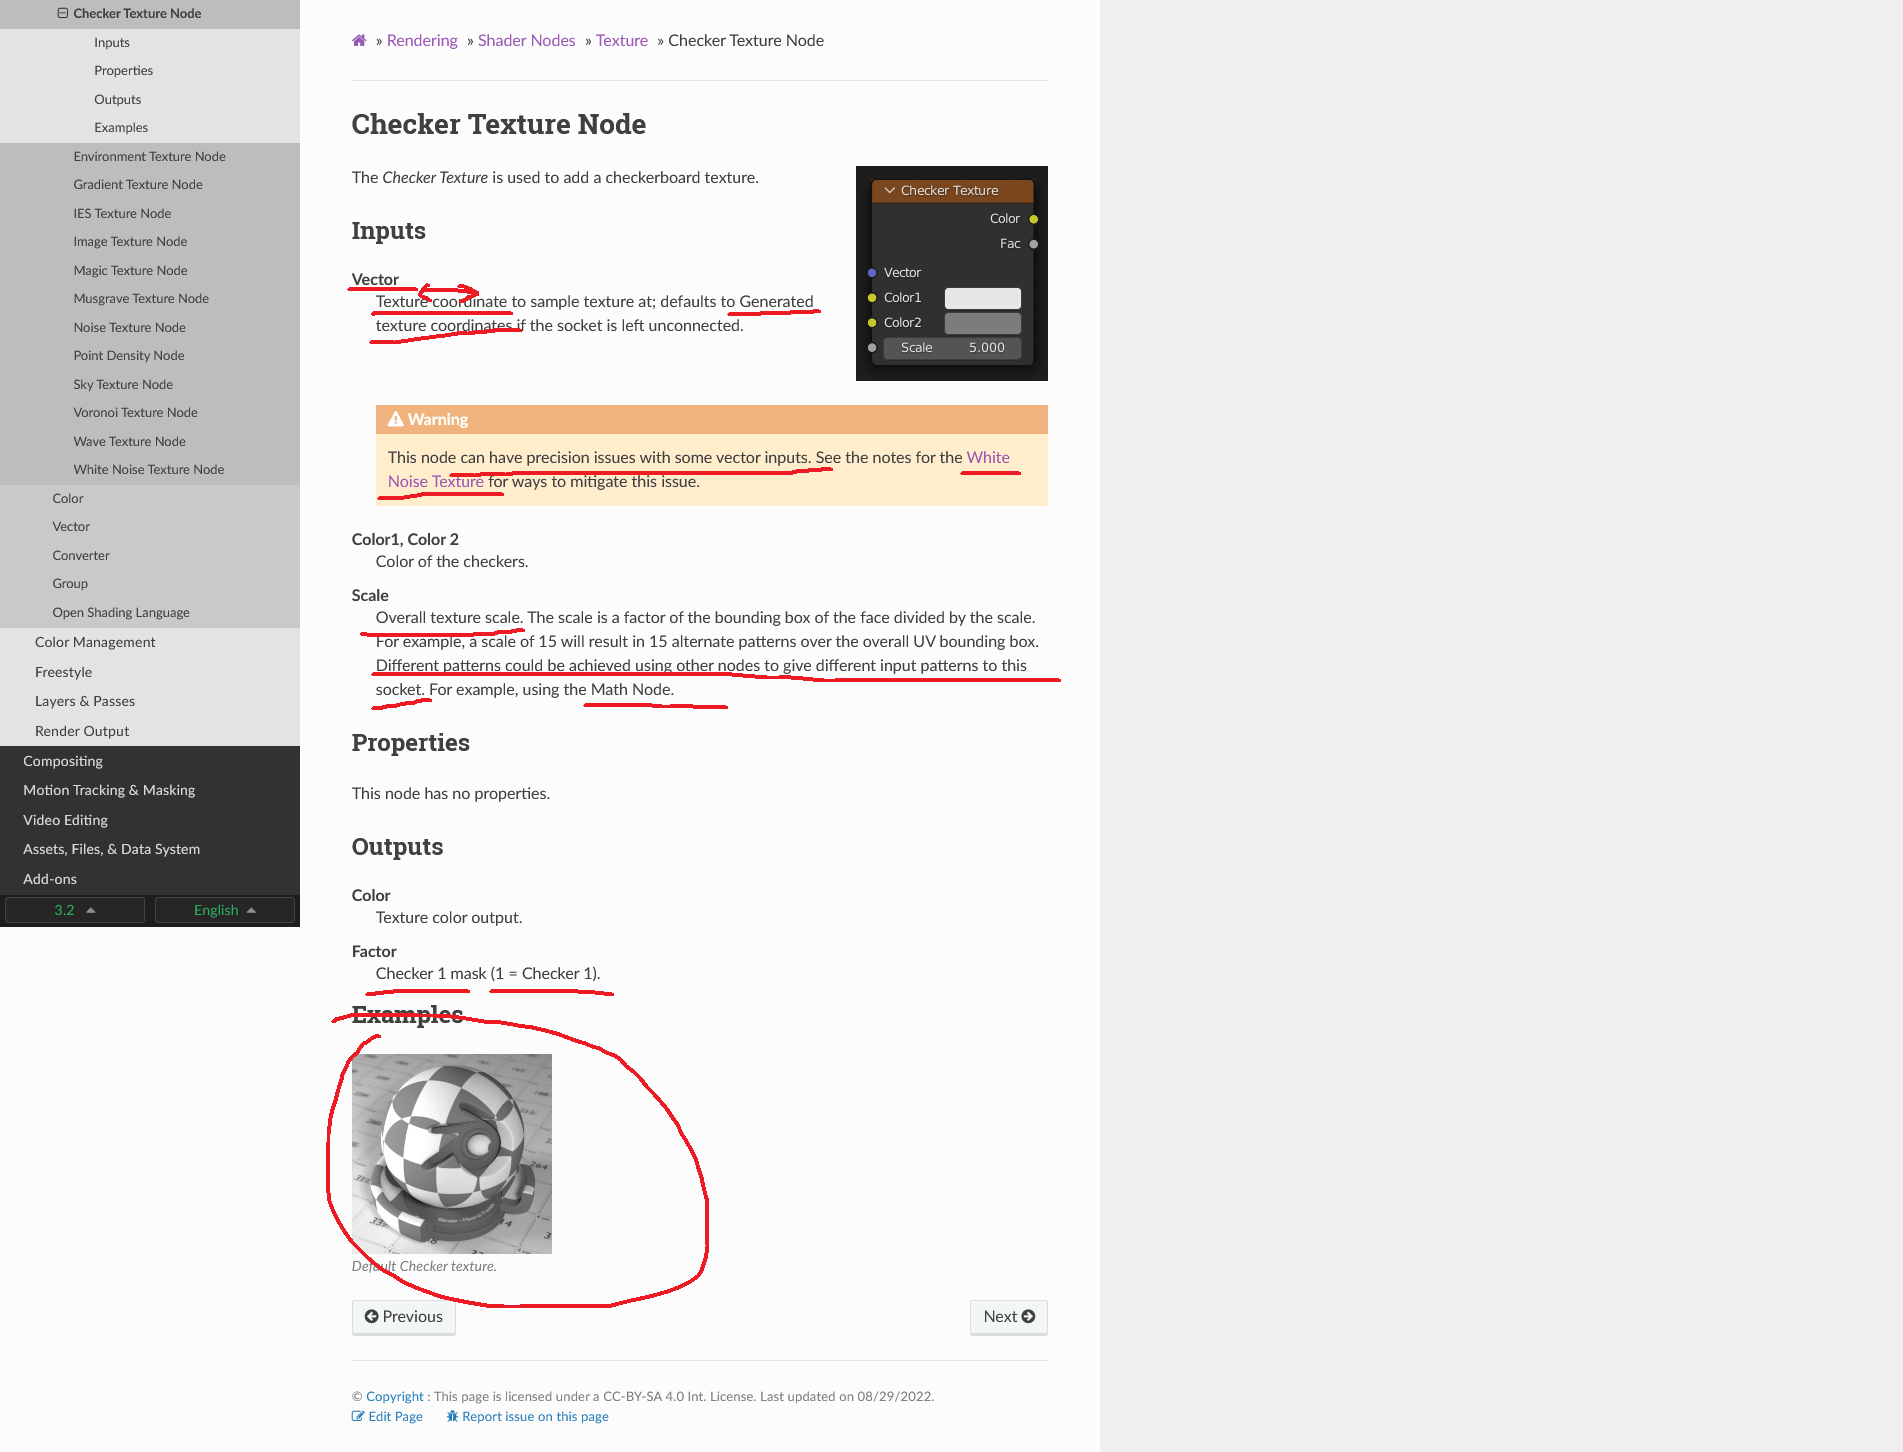 Checker Texture Node
Inputs
Properties
Outputs
Examples
Environment Texture Node
Gradient Texture Node
IES Texture Node
Image Texture Node
Magic Texture Node
Musgrave Texture Node
Noise Texture Node
Point Density Node
Sky Texture Node
Voronoi Texture Node
Wave Texture Node
White Noise Texture Node
Color
Vector
Converter
Group
Open Shading Language
Color Management
Freestyle
Layers & Passes
Render Output
Compositing
Motion Tracking & Masking
Video Editing
Assets, Files, & Data System
Add-ons
3.2 English
» Rendering » Shader Nodes » Texture » Checker Texture Node
Checker Texture Node
The Checker Texture is used to add a checkerboard texture.
Checker Texture
Color
Fac
Vector
Color1
Color2
Scale 5.000
Inputs
Vector
Texture coordinate to sample texture at; defaults to Generated
texture coordinates if the socket is left unconnected.
Warning
This node can have precision issues with some vector inputs. See the notes for the White
Noise Texture for ways to mitigate this issue.
Color1, Color 2
Color of the checkers.
Scale
Overall texture scale. The scale is a factor of the bounding box of the face divided by the scale.
For example, a scale of 15 will result in 15 alternate patterns over the overall UV bounding box.
Different patterns could be achieved using other nodes to give different input patterns to this
socket. For example, using the Math Node.
Properties
This node has no properties.
Outputs
Color
Texture color output.
Factor
Checker 1 mask (1 = Checker 1).
Examples
Default Checker texture.
Previous
Next
© Copyright : This page is licensed under a CC-BY-SA 4.0 Int. License. Last updated on 08/29/2022.
Edit Page Report issue on this page